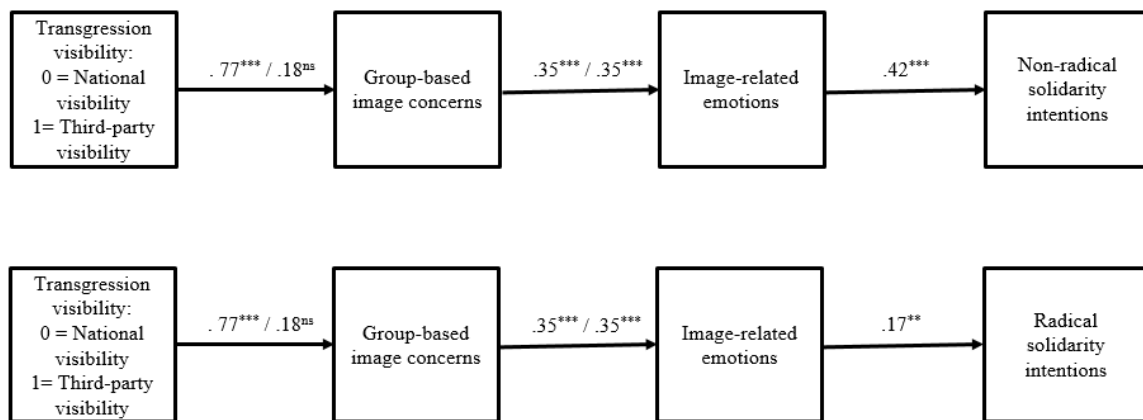 Transgression
visibility:
0 = National
visibility
1= Third-party
visibility
. 77*** / .18ns
Group-based
image concerns
.35*** / .35***
Image-related
emotions
.42***
Non-radical
solidarity
intentions
Transgression
visibility:
0 = National
visibility
1= Third-party
visibility
. 77*** / .18ns
Group-based
image concerns
.35*** / .35***
Image-related
emotions
.17**
Radical
solidarity
intentions